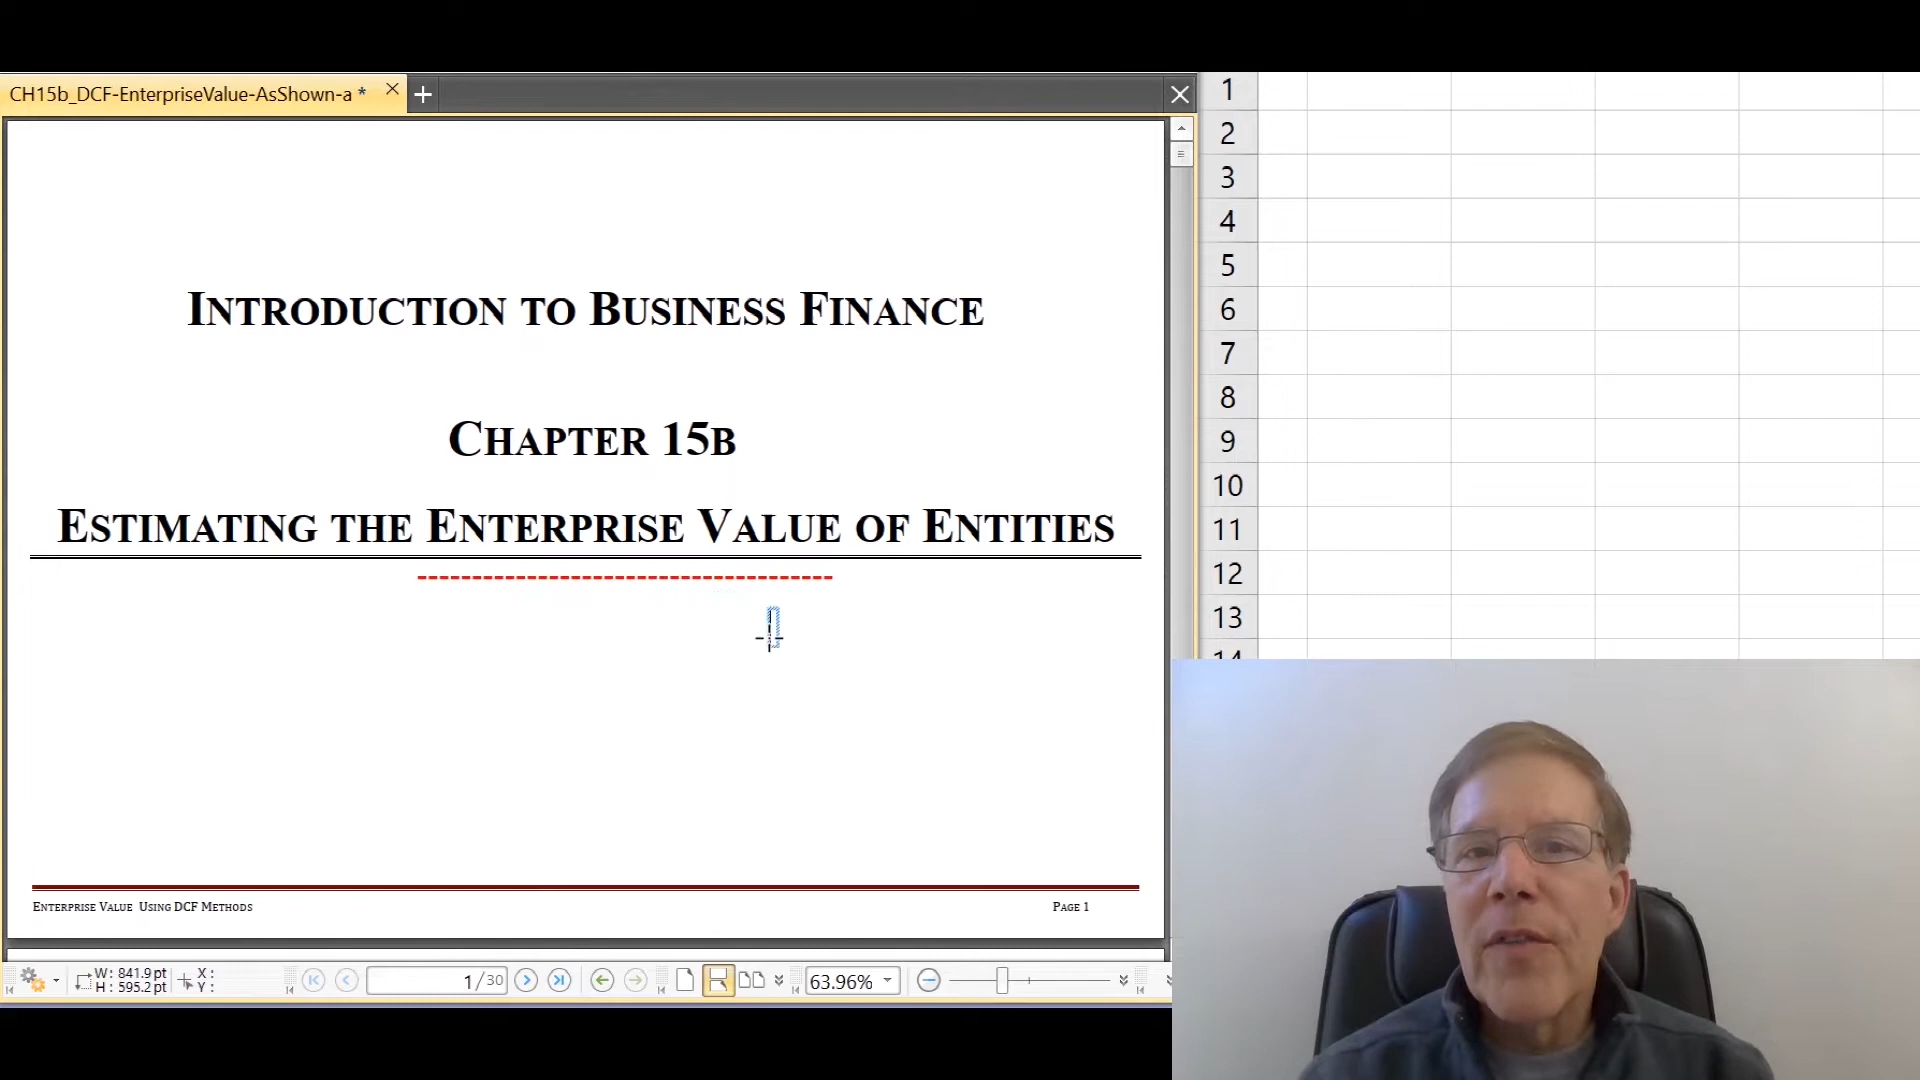 CH15b_DCF-EnterpriseValue-AsShown-a *
INTRODUCTION TO BUSINESS FINANCE
CHAPTER 15B
ESTIMATING THE ENTERPRISE VALUE OF ENTITIES
ENTERPRISE VALUE USING DCF METHODS
PAGE 1
W: 841.9 pt
H: 595.2 pt
X:
Y:
1 / 30
63.96%
1
2
3
4
5
6
7
8
9
10
11
12
13
14